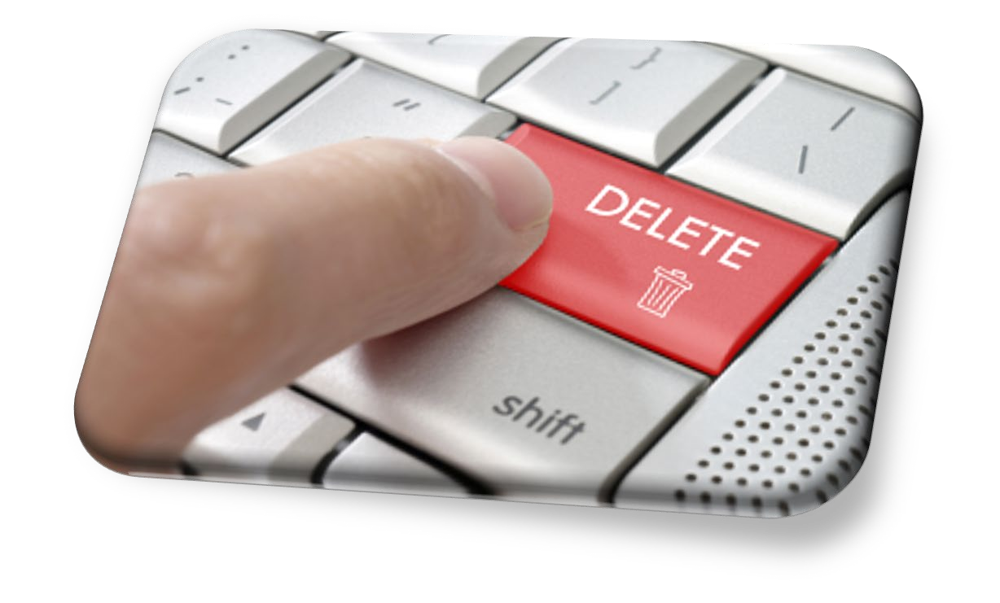 }
]
"
|
\
DELETE
shift